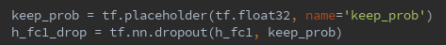 keep_prob = tf.placeholder(tf.float32, name='keep_prob')
h_fc1_drop = tf.nn.dropout(h_fc1, keep_prob)